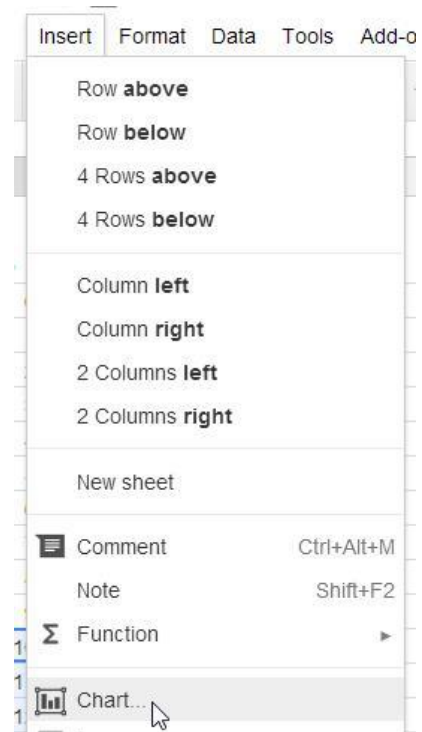 Insert Format Data Tools Add-o
Row above
Row below
4 Rows above
4 Rows below
Column left
Column right
2 Columns left
2 Columns right
New sheet
Comment Ctrl+Alt+M
Note Shift+F2
Σ Function ►
Chart...